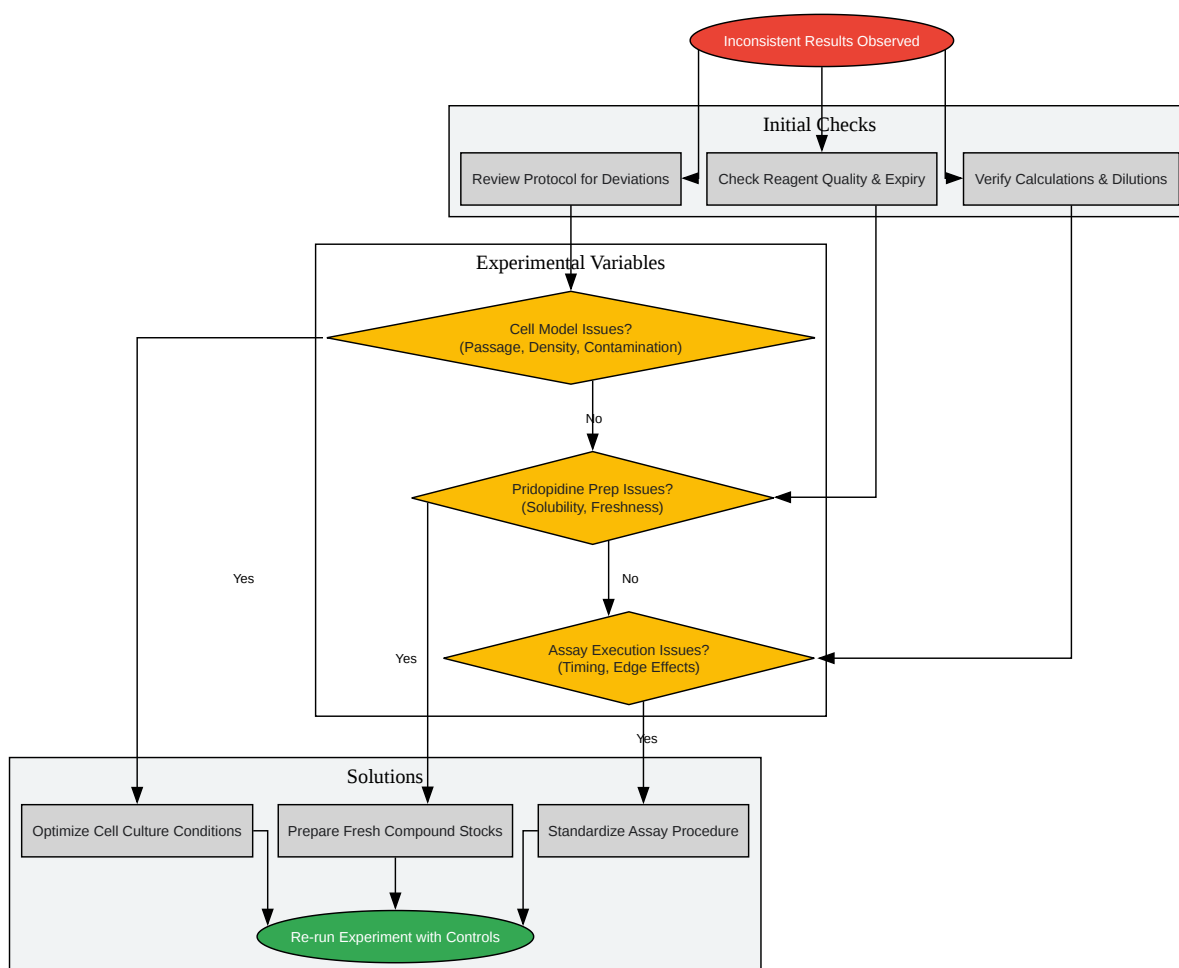 Inconsistent Results Observed
Initial Checks
Review Protocol for Deviations
Check Reagent Quality & Expiry
Verify Calculations & Dilutions
Experimental Variables
Cell Model Issues?
(Passage, Density, Contamination)
No
Pridopidine Prep Issues?
(Solubility, Freshness)
Yes
No
Assay Execution Issues?
(Timing, Edge Effects)
Yes
Yes
Solutions
Optimize Cell Culture Conditions
Prepare Fresh Compound Stocks
Standardize Assay Procedure
Re-run Experiment with Controls